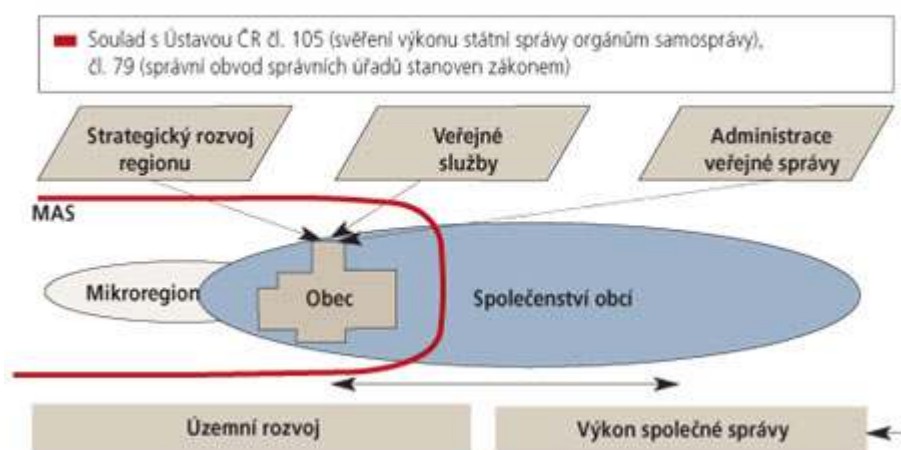 Soulad s Ústavou ČR čl. 105 (svěření výkonu státní správy orgánům samosprávy),
čl. 79 (správní obvod správních úřadů stanoven zákonem)
Strategický rozvoj
regionu
Veřejné
služby
Administrace
veřejné správy
MAS
Mikroregion
Obec
Společenství obcí
Územní rozvoj
Výkon společné správy